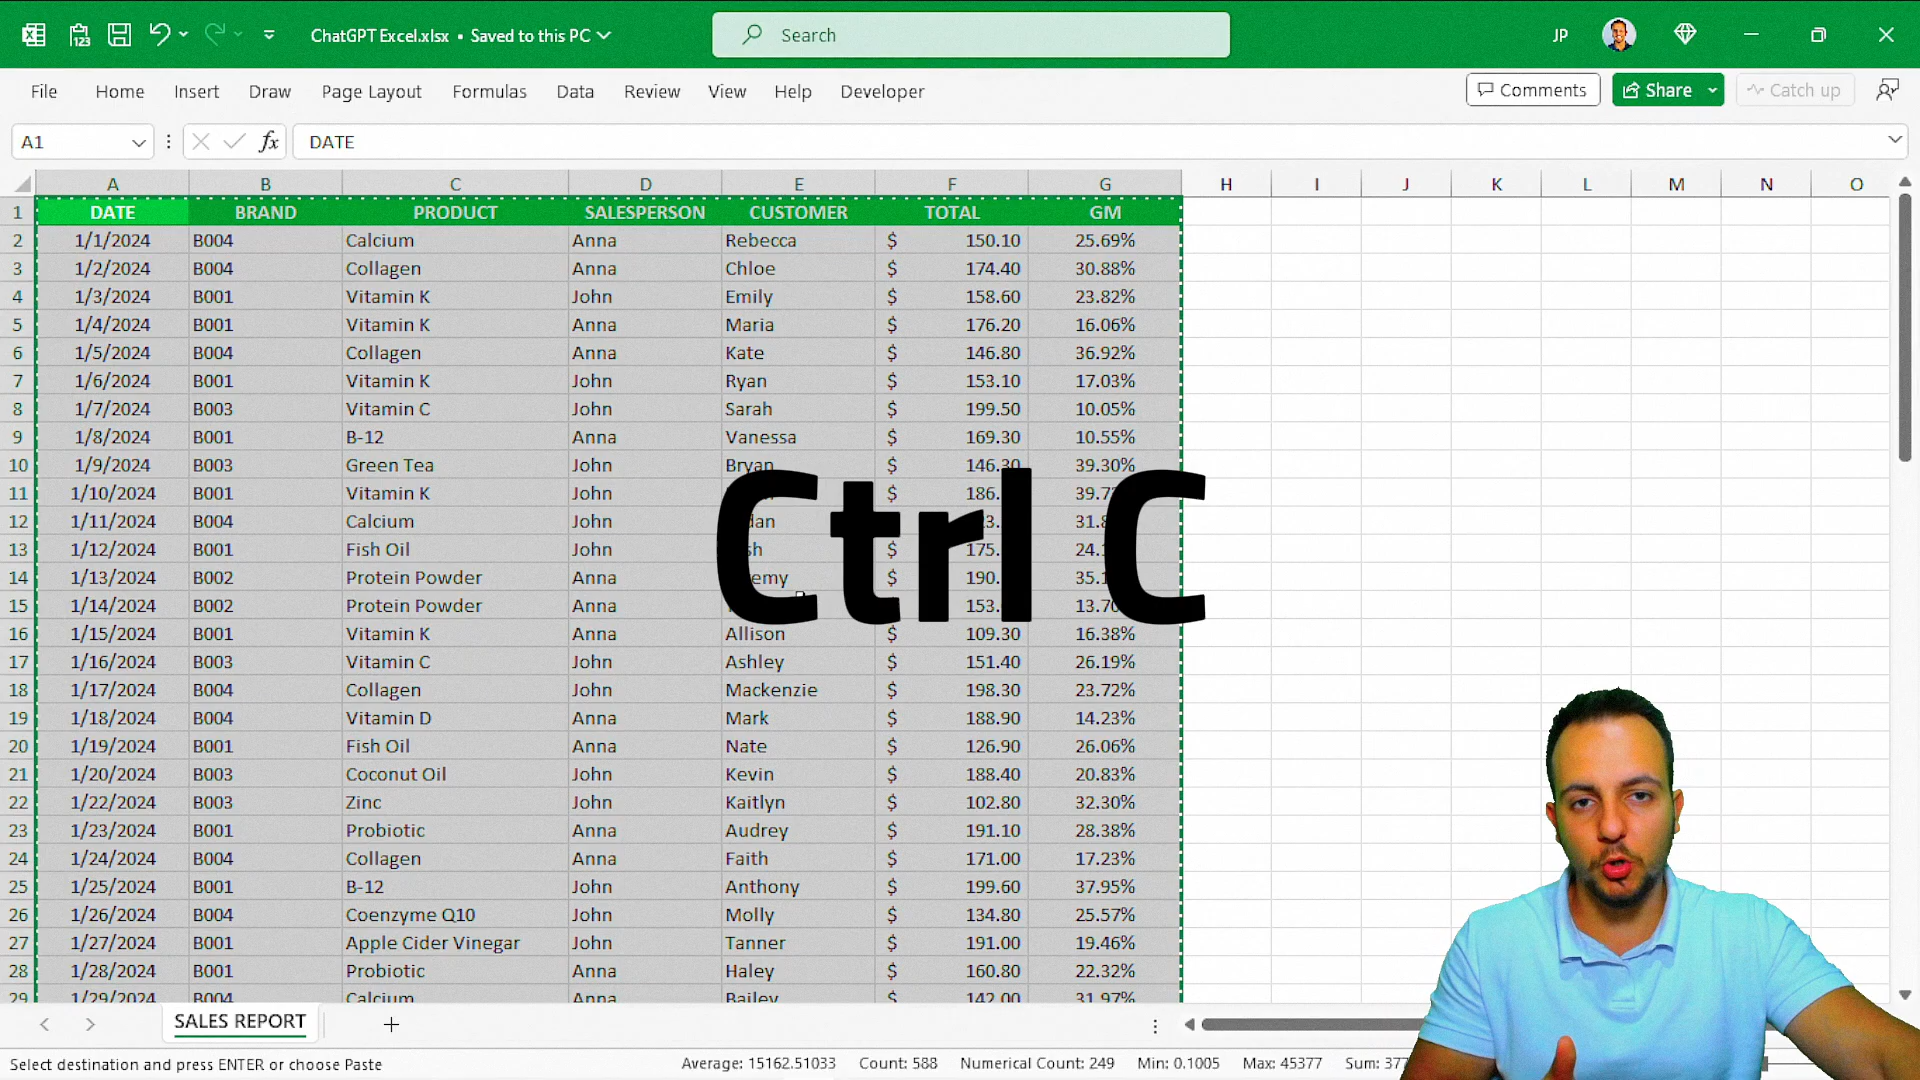 ChatGPT Excel.xlsx • Saved to this PC
Search
JP
File Home Insert Draw Page Layout Formulas Data Review View Help Developer
Comments Share Catch up
A1 fx DATE
A B C D E F G H I J K L M N O
1 DATE BRAND PRODUCT SALESPERSON CUSTOMER TOTAL GM
2 1/1/2024 B004 Calcium Anna Rebecca $ 150.10 25.69%
3 1/2/2024 B004 Collagen Anna Chloe $ 174.40 30.88%
4 1/3/2024 B001 Vitamin K John Emily $ 158.60 23.82%
5 1/4/2024 B001 Vitamin K Anna Maria $ 176.20 16.06%
6 1/5/2024 B004 Collagen Anna Kate $ 146.80 36.92%
7 1/6/2024 B001 Vitamin K John Ryan $ 153.10 17.03%
8 1/7/2024 B003 Vitamin C John Sarah $ 199.50 10.05%
9 1/8/2024 B001 B-12 Anna Vanessa $ 169.30 10.55%
10 1/9/2024 B003 Green Tea John Bryan $ 146.30 39.30%
11 1/10/2024 B001 Vitamin K John $
12 1/11/2024 B004 Calcium John
13 1/12/2024 B001 Fish Oil John $
14 1/13/2024 B002 Protein Powder Anna $
15 1/14/2024 B002 Protein Powder Anna $
Ctrl C
16 1/15/2024 B001 Vitamin K Anna Allison $ 109.30 16.38%
17 1/16/2024 B003 Vitamin C John Ashley $ 151.40 26.19%
18 1/17/2024 B004 Collagen John Mackenzie $ 198.30 23.72%
19 1/18/2024 B004 Vitamin D Anna Mark $ 188.90 14.23%
20 1/19/2024 B001 Fish Oil Anna Nate $ 126.90 26.06%
21 1/20/2024 B003 Coconut Oil John Kevin $ 188.40 20.83%
22 1/22/2024 B003 Zinc John Kaitlyn $ 102.80 32.30%
23 1/23/2024 B001 Probiotic Anna Audrey $ 191.10 28.38%
24 1/24/2024 B004 Collagen Anna Faith $ 171.00 17.23%
25 1/25/2024 B001 B-12 John Anthony $ 199.60 37.95%
26 1/26/2024 B004 Coenzyme Q10 John Molly $ 134.80 25.57%
27 1/27/2024 B001 Apple Cider Vinegar John Tanner $ 191.00 19.46%
28 1/28/2024 B001 Probiotic Anna Haley $ 160.80 22.32%
29 1/29/2024 B004 Calcium Anna Bailey $ 142.00 31.97%
SALES REPORT
Select destination and press ENTER or choose Paste Average: 15162.51033 Count: 588 Numerical Count: 249 Min: 0.1005 Max: 45377 Sum: